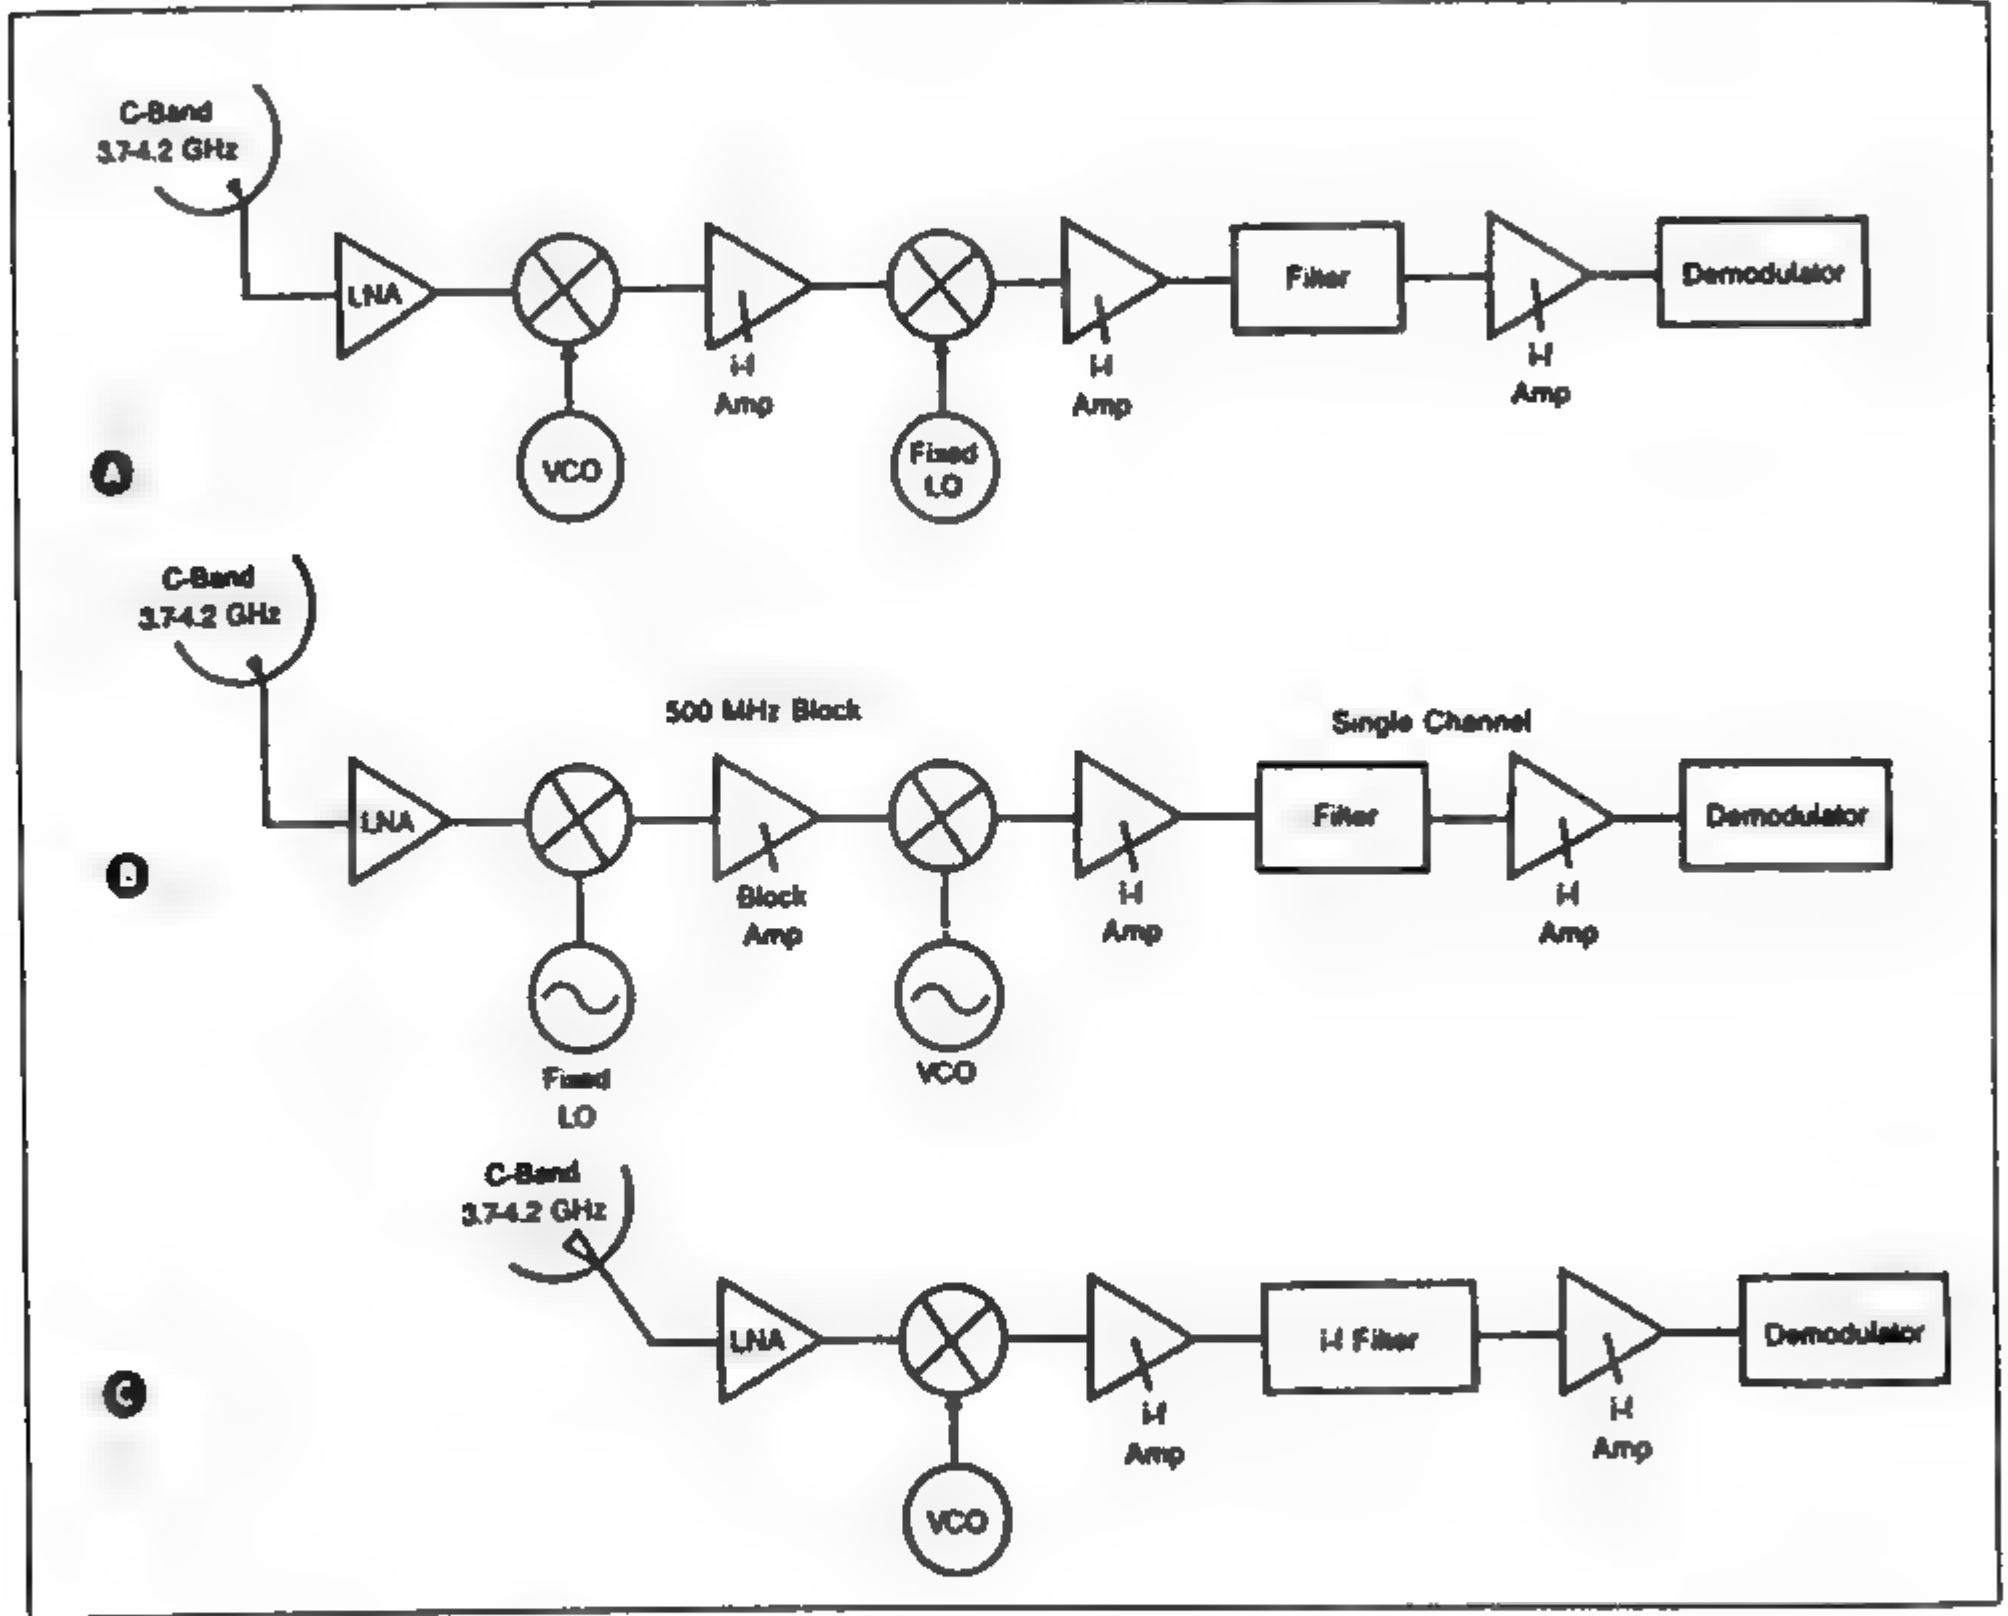 C-Band
3.7-4.2 GHz
LNA
VCO
i-f
Amp
Fixed
LO
i-f
Amp
Filter
i-f
Amp
Demodulator
A
C-Band
3.7-4.2 GHz
500 MHz Block
Single Channel
LNA
Block
Amp
i-f
Amp
Filter
i-f
Amp
Demodulator
B
Fixed
LO
VCO
C-Band
3.7-4.2 GHz
LNA
i-f
Amp
i-f Filter
i-f
Amp
Demodulator
C
VCO